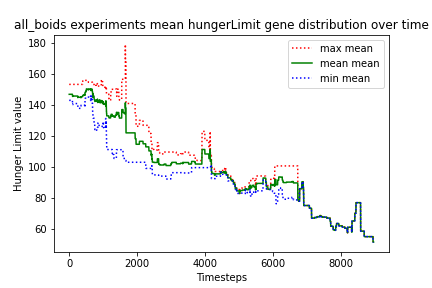 all_boids experiments mean hungerLimit gene distribution over time
max mean
mean mean
min mean
Hunger Limit value
180
160
140
120
100
80
60
0
2000
4000
6000
8000
Timesteps